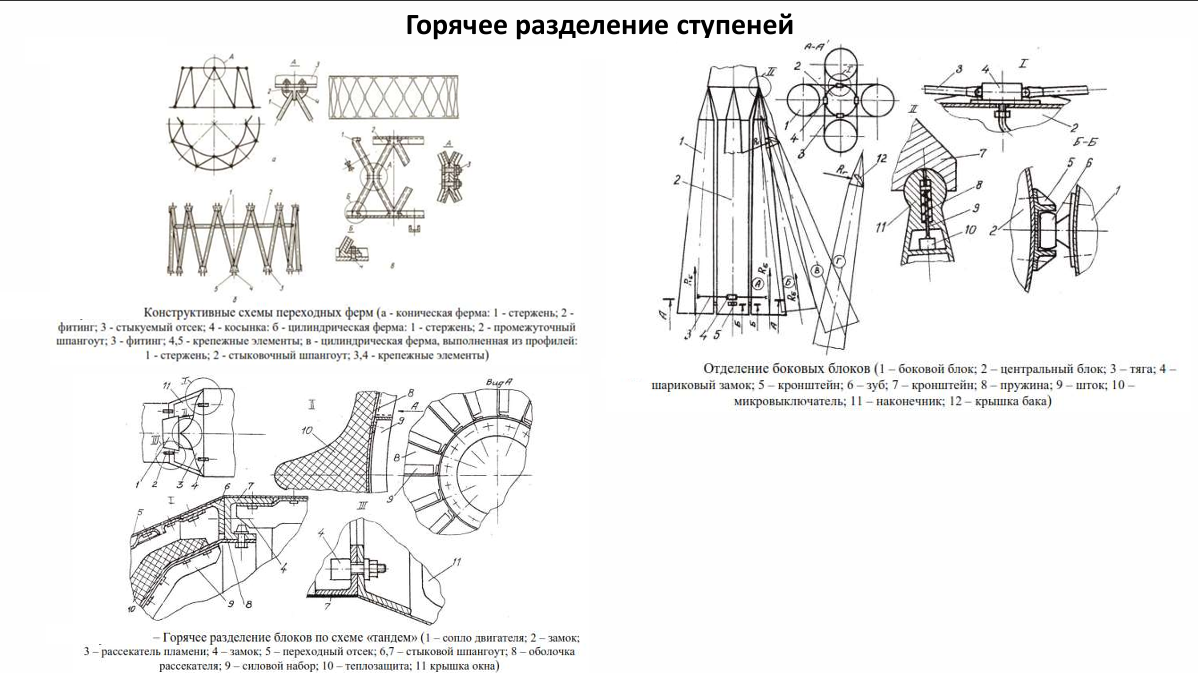 Горячее разделение ступеней
Конструктивные схемы переходных ферм (а - коническая ферма: 1 - стержень; 2 -
фитинг; 3 - стыкуемый отсек; 4 - косынка: б - цилиндрическая ферма: 1 - стержень; 2 - промежуточный
шпангоут; 3 - фитинг; 4,5 - крепежные элементы; в - цилиндрическая ферма, выполненная из профилей:
1 - стержень; 2 - стыковочный шпангоут; 3,4 - крепежные элементы)
– Горячее разделение блоков по схеме «тандем» (1 – сопло двигателя; 2 – замок;
3 – рассекатель пламени; 4 – замок; 5 – переходный отсек; 6,7 – стыковой шпангоут; 8 – оболочка
рассекателя; 9 – силовой набор; 10 – теплозащита; 11 крышка окна)
Отделение боковых блоков (1 – боковой блок; 2 – центральный блок; 3 – тяга; 4 –
шариковый замок; 5 – кронштейн; 6 – зуб; 7 – кронштейн; 8 – пружина; 9 – шток; 10 –
микровыключатель; 11 – наконечник; 12 – крышка бака)